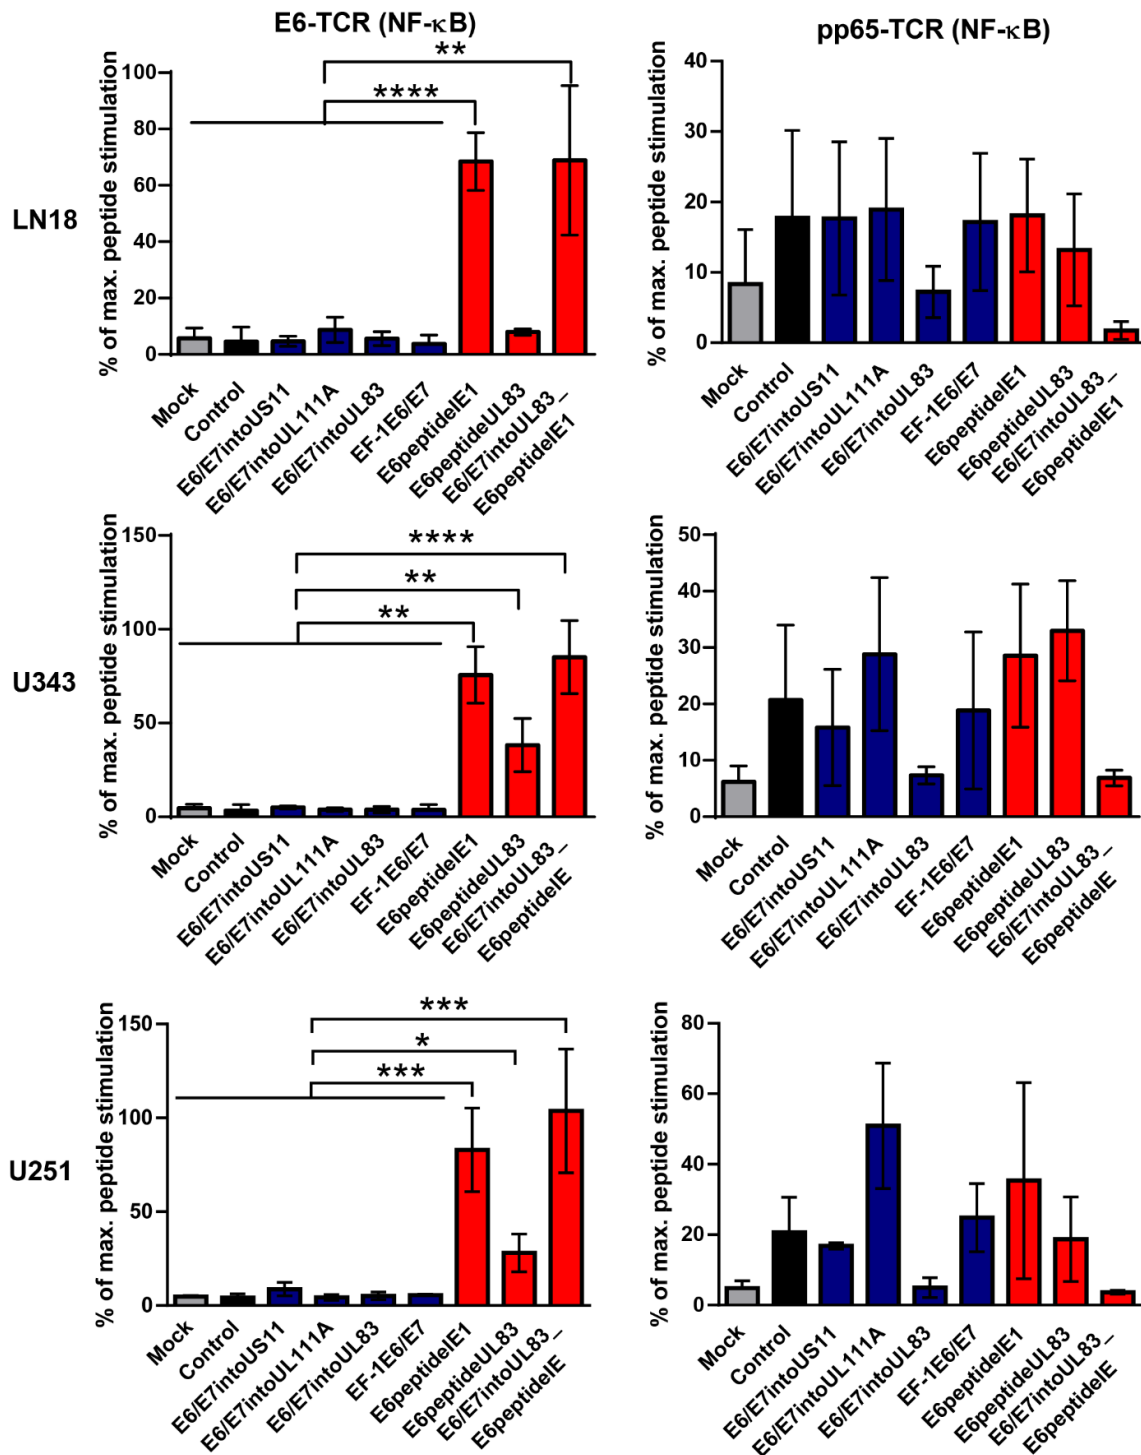 E6-TCR (NF-κB)
pp65-TCR (NF-κB)
LN18
% of max. peptide stimulation
100
80
60
40
20
0
**
****
Mock
Control
E6/E7intoUS11
E6/E7intoUL111A
E6/E7intoUL83
EF-1E6/E7
E6peptideIE1
E6peptideUL83
E6/E7intoUL83_
E6peptideIE1
% of max. peptide stimulation
40
30
20
10
0
Mock
Control
E6/E7intoUS11
E6/E7intoUL111A
E6/E7intoUL83
EF-1E6/E7
E6peptideIE1
E6peptideUL83
E6/E7intoUL83_
E6peptideIE1
U343
% of max. peptide stimulation
150
100
50
0
****
**
**
Mock
Control
E6/E7intoUS11
E6/E7intoUL111A
E6/E7intoUL83
EF-1E6/E7
E6peptideIE1
E6peptideUL83
E6/E7intoUL83_
E6peptideIE
% of max. peptide stimulation
50
40
30
20
10
0
Mock
Control
E6/E7intoUS11
E6/E7intoUL111A
E6/E7intoUL83
EF-1E6/E7
E6peptideIE1
E6peptideUL83
E6/E7intoUL83_
E6peptideIE1
U251
% of max. peptide stimulation
150
100
50
0
***
*
***
Mock
Control
E6/E7intoUS11
E6/E7intoUL111A
E6/E7intoUL83
EF-1E6/E7
E6peptideIE1
E6peptideUL83
E6/E7intoUL83_
E6peptideIE
% of max. peptide stimulation
80
60
40
20
0
Mock
Control
E6/E7intoUS11
E6/E7intoUL111A
E6/E7intoUL83
EF-1E6/E7
E6peptideIE1
E6peptideUL83
E6/E7intoUL83_
E6peptideIE